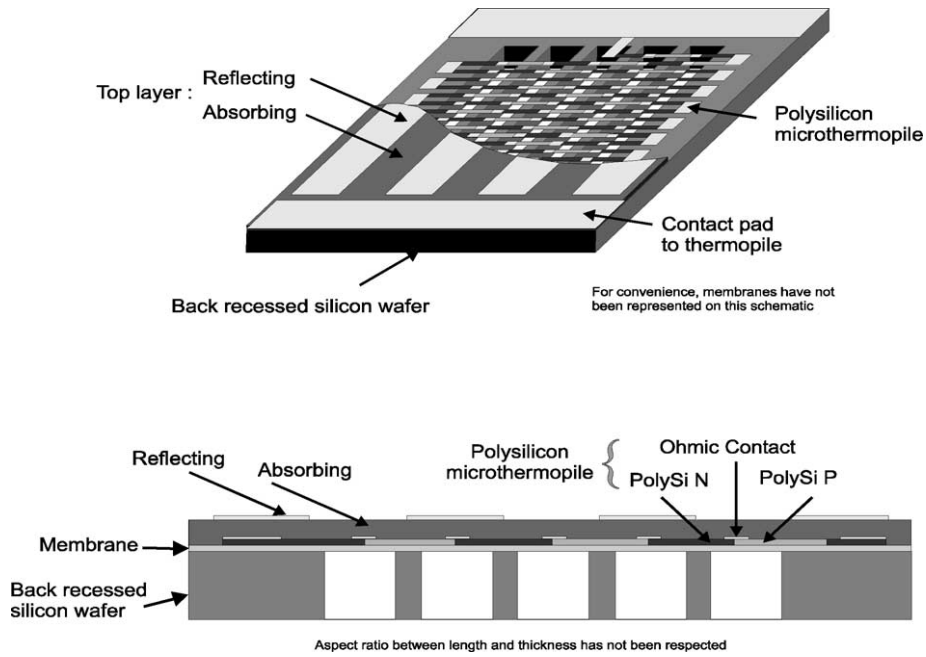 Top layer :
Reflecting
Absorbing
Polysilicon
microthermopile
Contact pad
to thermopile
Back recessed silicon wafer
For convenience, membranes have not
been represented on this schematic
Reflecting
Absorbing
Polysilicon
microthermopile
Ohmic Contact
PolySi N
PolySi P
Membrane
Back recessed
silicon wafer
Aspect ratio between length and thickness has not been respected